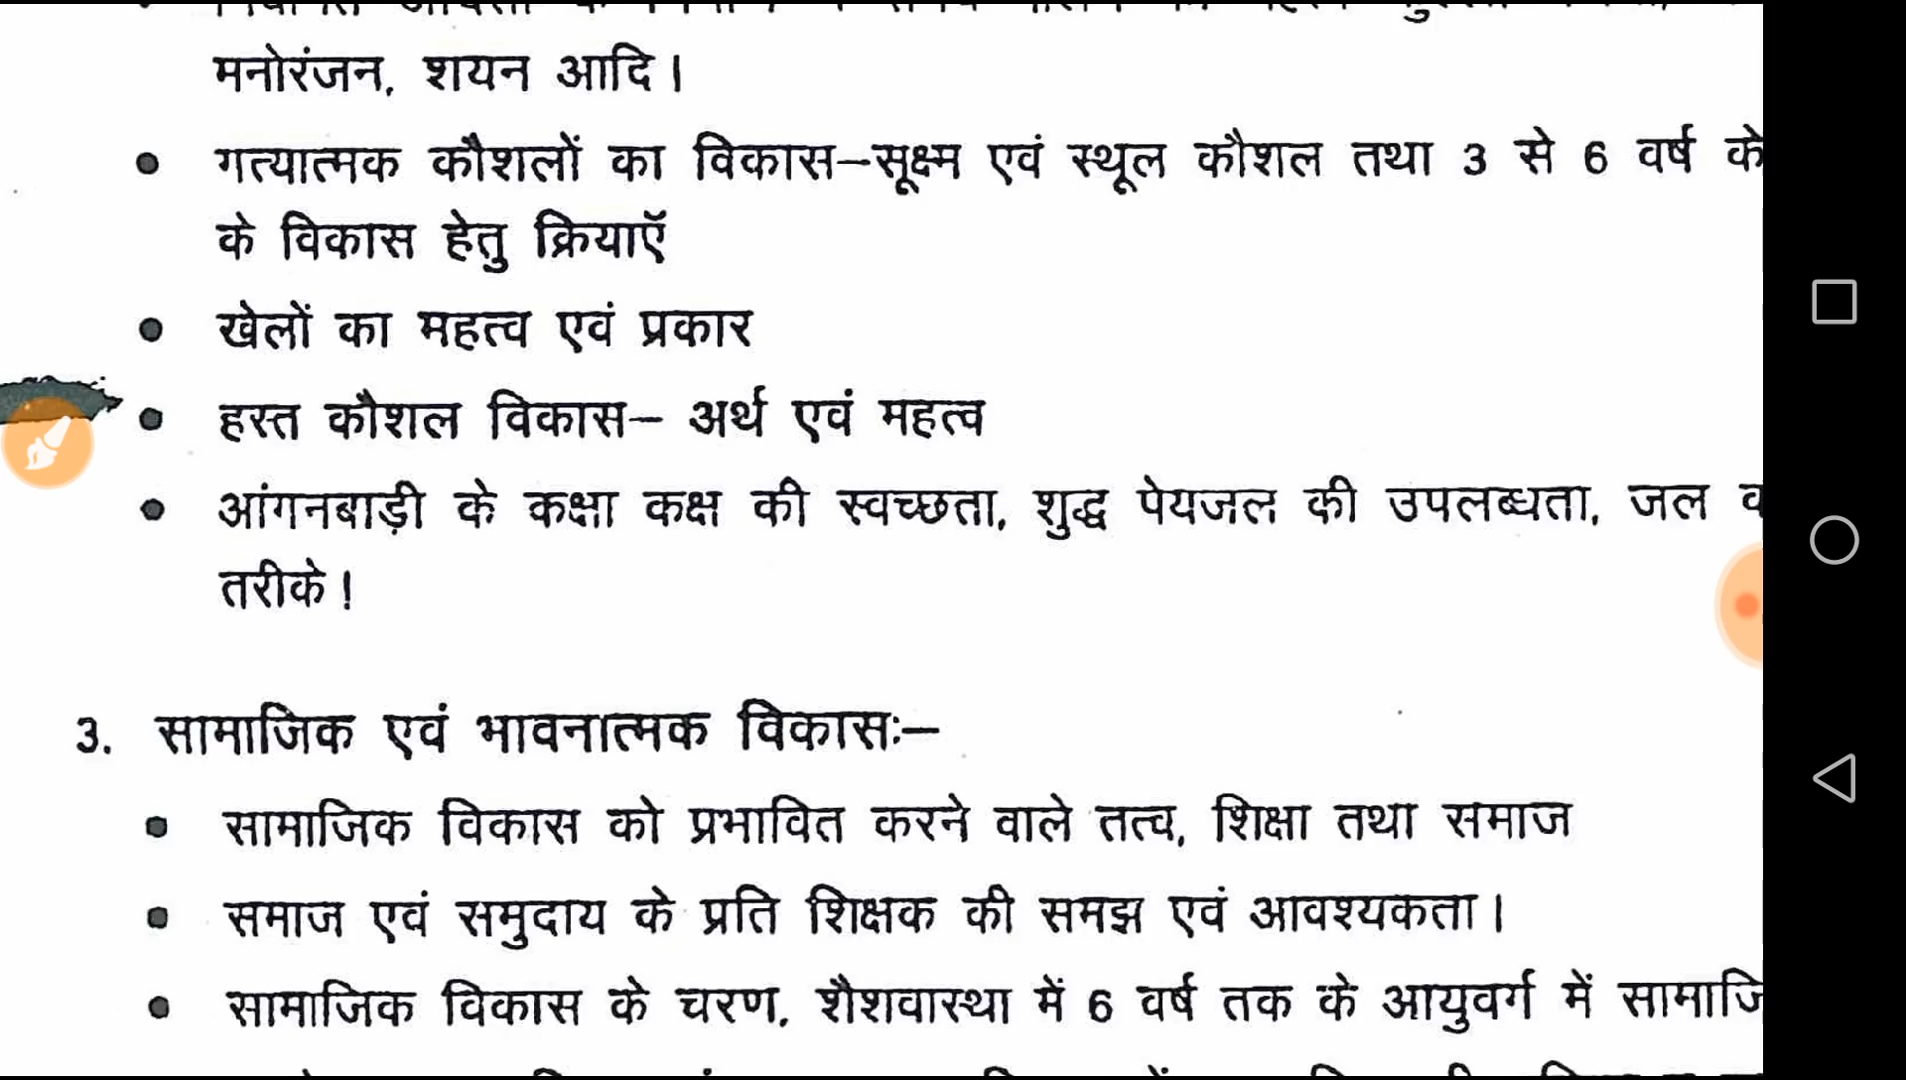 मनोरंजन, शयन आदि।
• गत्यात्मक कौशलों का विकास–सूक्ष्म एवं स्थूल कौशल तथा 3 से 6 वर्ष के
के विकास हेतु क्रियाऍ
• खेलों का महत्व एवं प्रकार
• हस्त कौशल विकास– अर्थ एवं महत्व
• आंगनबाड़ी के कक्षा कक्ष की स्वच्छता, शुद्ध पेयजल की उपलब्धता, जल
तरीके!
3. सामाजिक एवं भावनात्मक विकासः–
• सामाजिक विकास को प्रभावित करने वाले तत्व, शिक्षा तथा समाज
• समाज एवं समुदाय के प्रति शिक्षक की समझ एवं आवश्यकता।
• सामाजिक विकास के चरण, शैशवास्था में 6 वर्ष तक के आयुवर्ग में